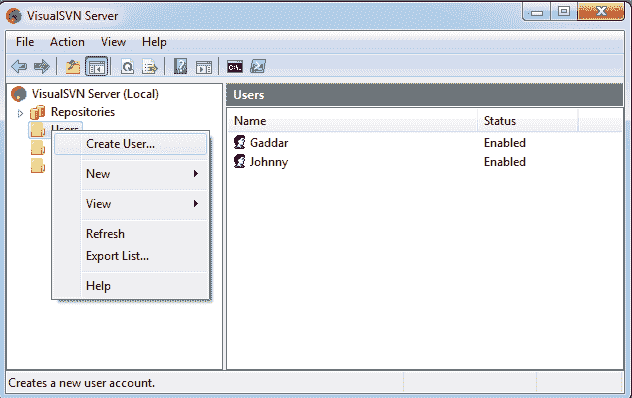 VisualSVN Server
File Action View Help
VisualSVN Server (Local)
Repositories
Users
Create User...
New
View
Refresh
Export List...
Help
Users
Name Status
Gaddar Enabled
Johnny Enabled
Creates a new user account.